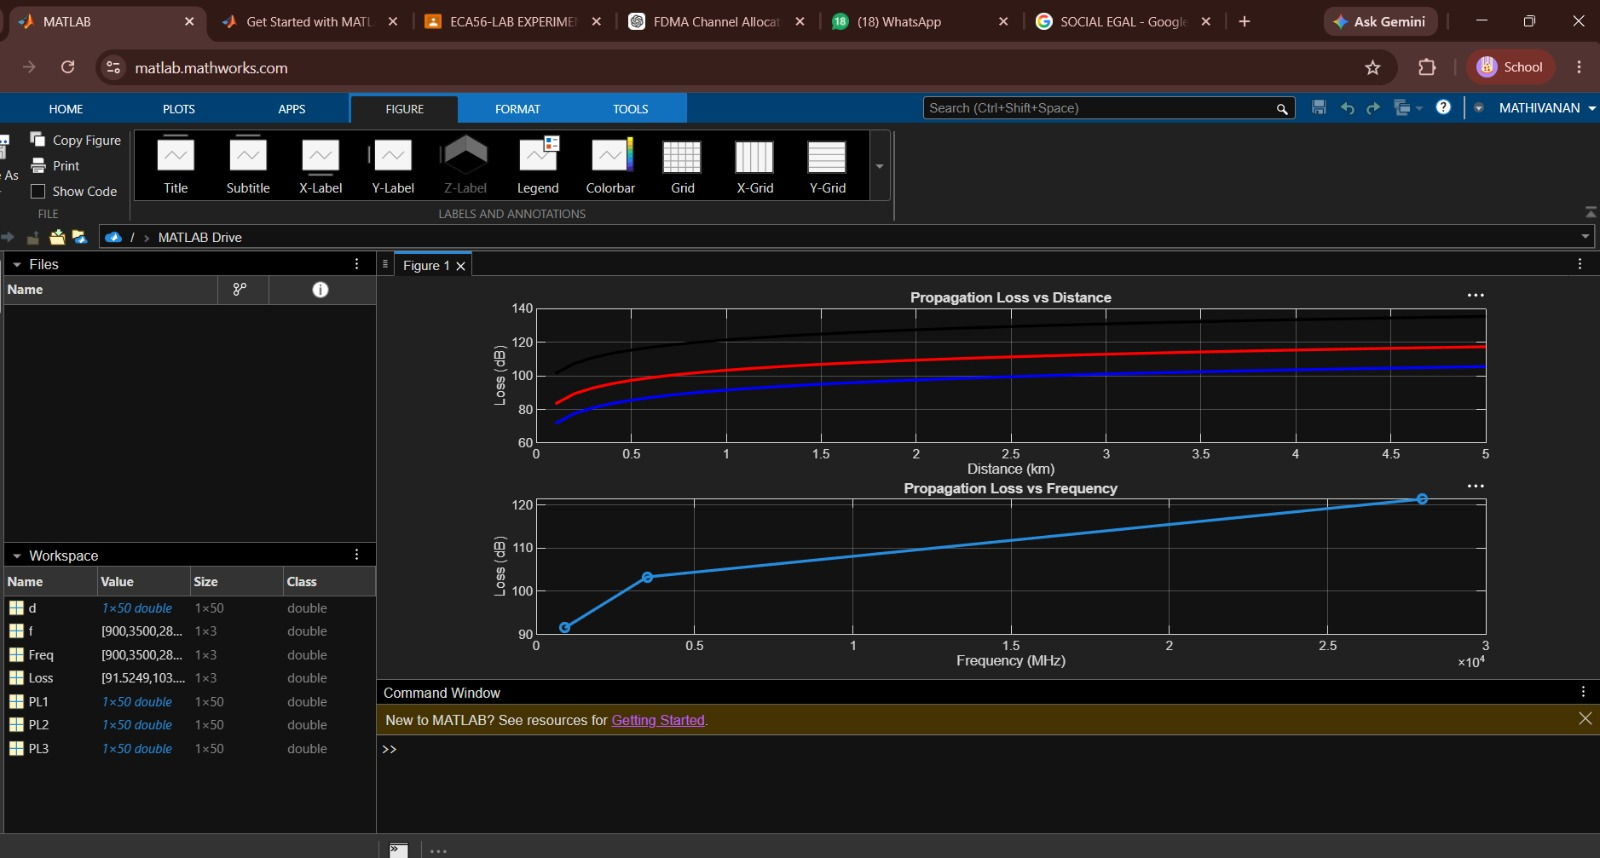 MATLAB
Get Started with MATL
ECA56-LAB EXPERIMEN
FDMA Channel Allocat
18 (18) WhatsApp
SOCIAL EGAL - Google
Ask Gemini
matlab.mathworks.com
School
HOME PLOTS APPS FIGURE FORMAT TOOLS
Search (Ctrl+Shift+Space)
MATHIVANAN
As
Copy Figure
Print
Show Code
FILE
Title Subtitle X-Label Y-Label Z-Label Legend Colorbar Grid X-Grid Y-Grid
LABELS AND ANNOTATIONS
/ › MATLAB Drive
Files
Name
Workspace
Name Value Size Class
d 1×50 double 1×50 double
f [900,3500,28... 1×3 double
Freq [900,3500,28... 1×3 double
Loss [91.5249,103.... 1×3 double
PL1 1×50 double 1×50 double
PL2 1×50 double 1×50 double
PL3 1×50 double 1×50 double
Figure 1
Propagation Loss vs Distance
Loss (dB)
140
120
100
80
60
0 0.5 1 1.5 2 2.5 3 3.5 4 4.5 5
Distance (km)
Propagation Loss vs Frequency
Loss (dB)
120
110
100
90
0 0.5 1 1.5 2 2.5 3
×10⁴
Frequency (MHz)
Command Window
New to MATLAB? See resources for Getting Started.
>>